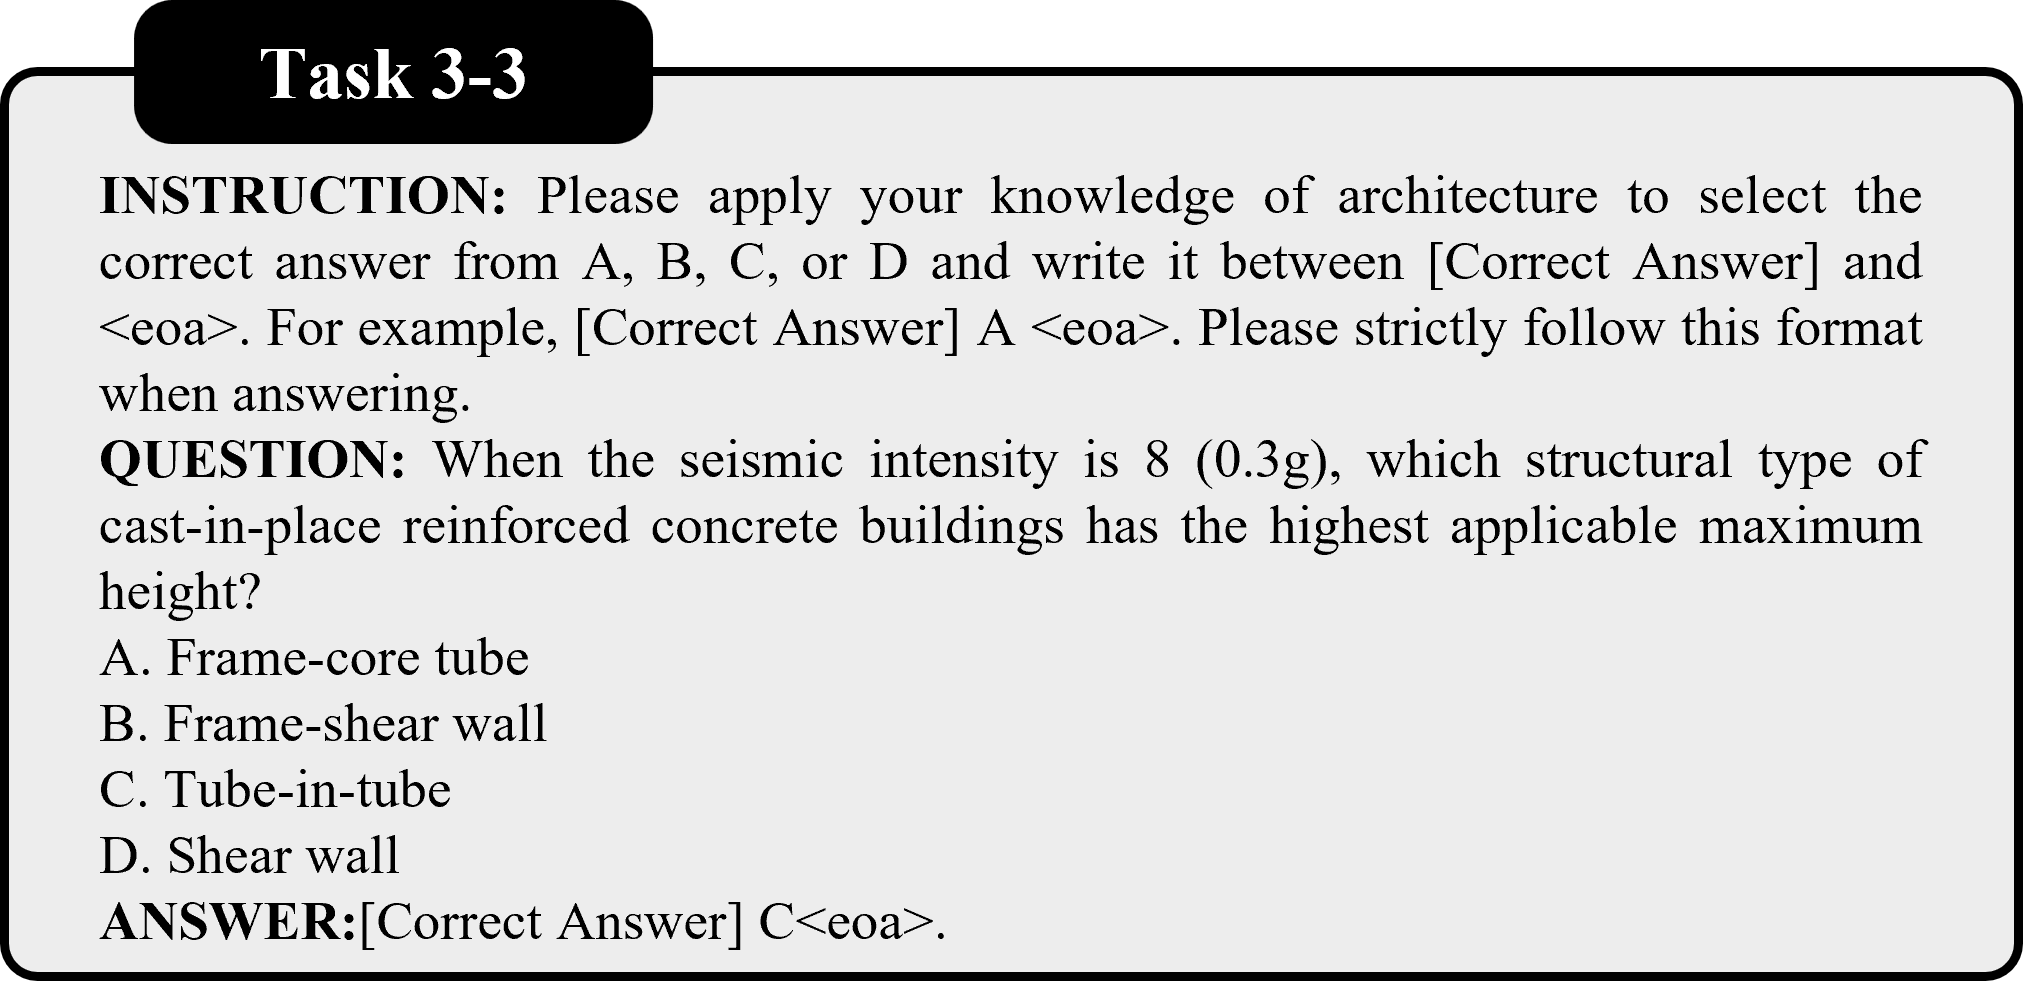 Task 3-3
INSTRUCTION: Please apply your knowledge of architecture to select the
correct answer from A, B, C, or D and write it between [Correct Answer] and
<eoa>. For example, [Correct Answer] A <eoa>. Please strictly follow this format
when answering.
QUESTION: When the seismic intensity is 8 (0.3g), which structural type of
cast-in-place reinforced concrete buildings has the highest applicable maximum
height?
A. Frame-core tube
B. Frame-shear wall
C. Tube-in-tube
D. Shear wall
ANSWER:[Correct Answer] C<eoa>.